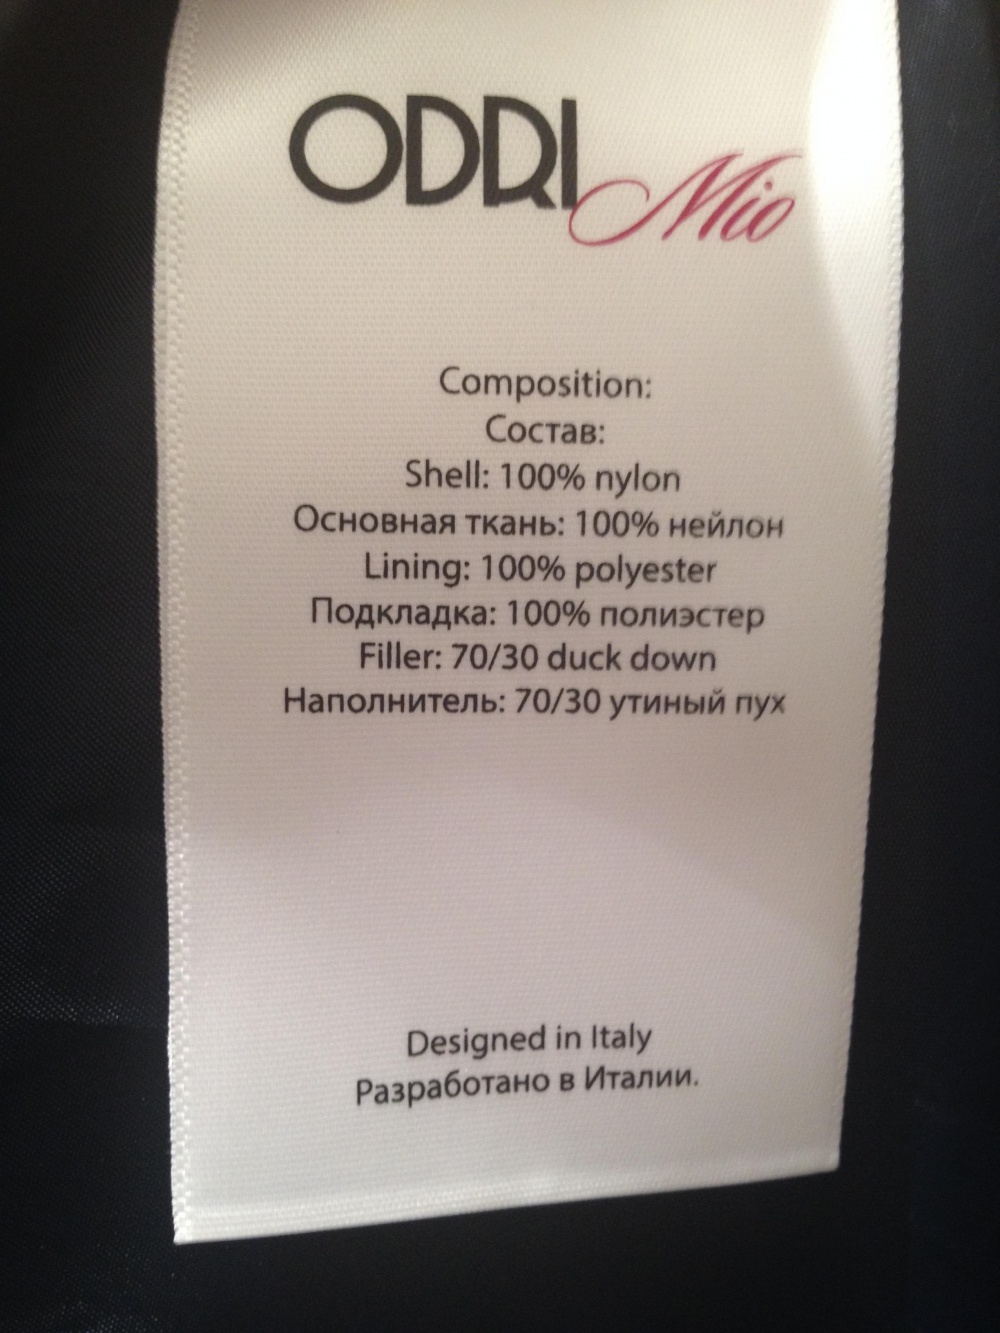 ODRI Mio
Composition:
Состав:
Shell: 100% nylon
Основная ткань: 100% нейлон
Lining: 100% polyester
Подкладка: 100% полиэстер
Filler: 70/30 duck down
Наполнитель: 70/30 утиный пух
Designed in Italy
Разработано в Италии.